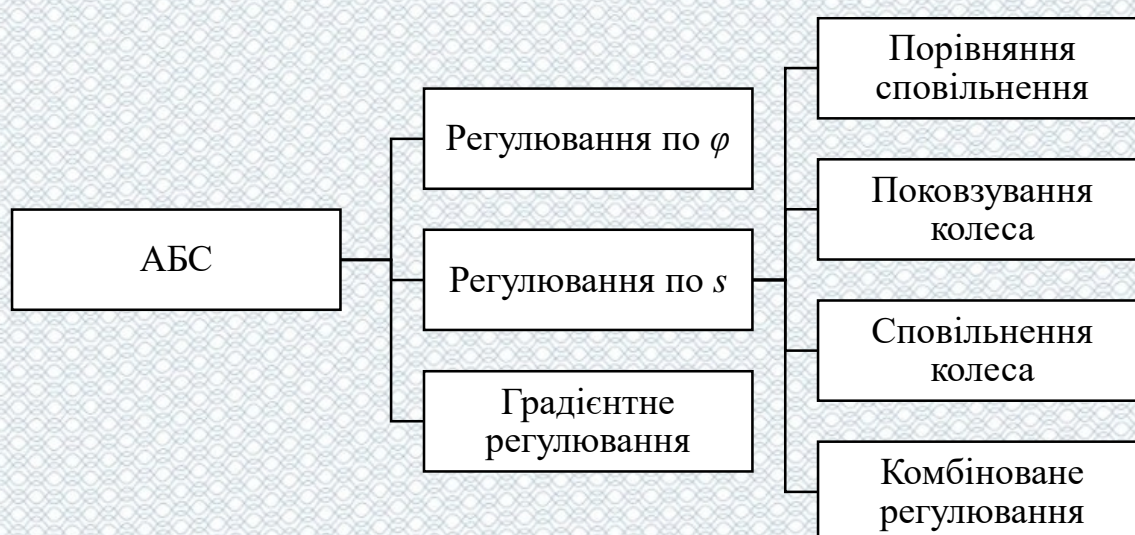 АБС
Регулювання по φ
Регулювання по s
Градієнтне
регулювання
Порівняння
сповільнення
Поковзування
колеса
Сповільнення
колеса
Комбіноване
регулювання